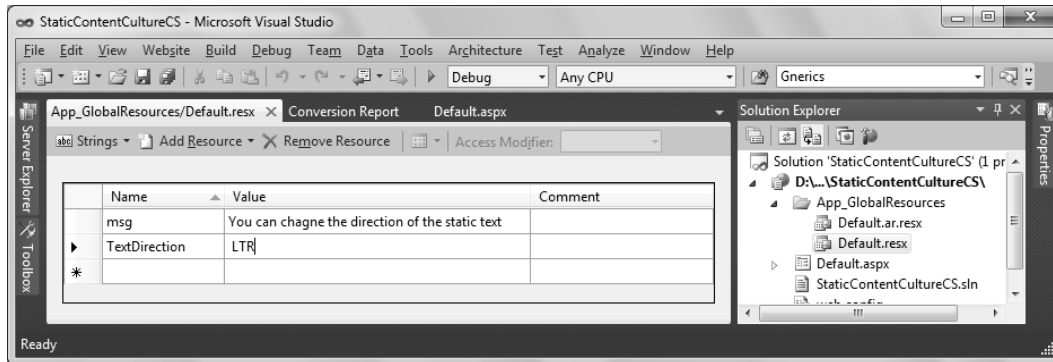 StaticContentCultureCS - Microsoft Visual Studio
File Edit View Website Build Debug Team Data Tools Architecture Test Analyze Window Help
Debug Any CPU Gnerics
App_GlobalResources/Default.resx Conversion Report Default.aspx
Strings Add Resource Remove Resource Access Modifier:
Name Value Comment
msg You can chagne the direction of the static text
TextDirection LTR
Server Explorer
Toolbox
Solution Explorer
Solution 'StaticContentCultureCS' (1 pr
D:\...\StaticContentCultureCS\
App_GlobalResources
Default.ar.resx
Default.resx
Default.aspx
StaticContentCultureCS.sln
Properties
Ready